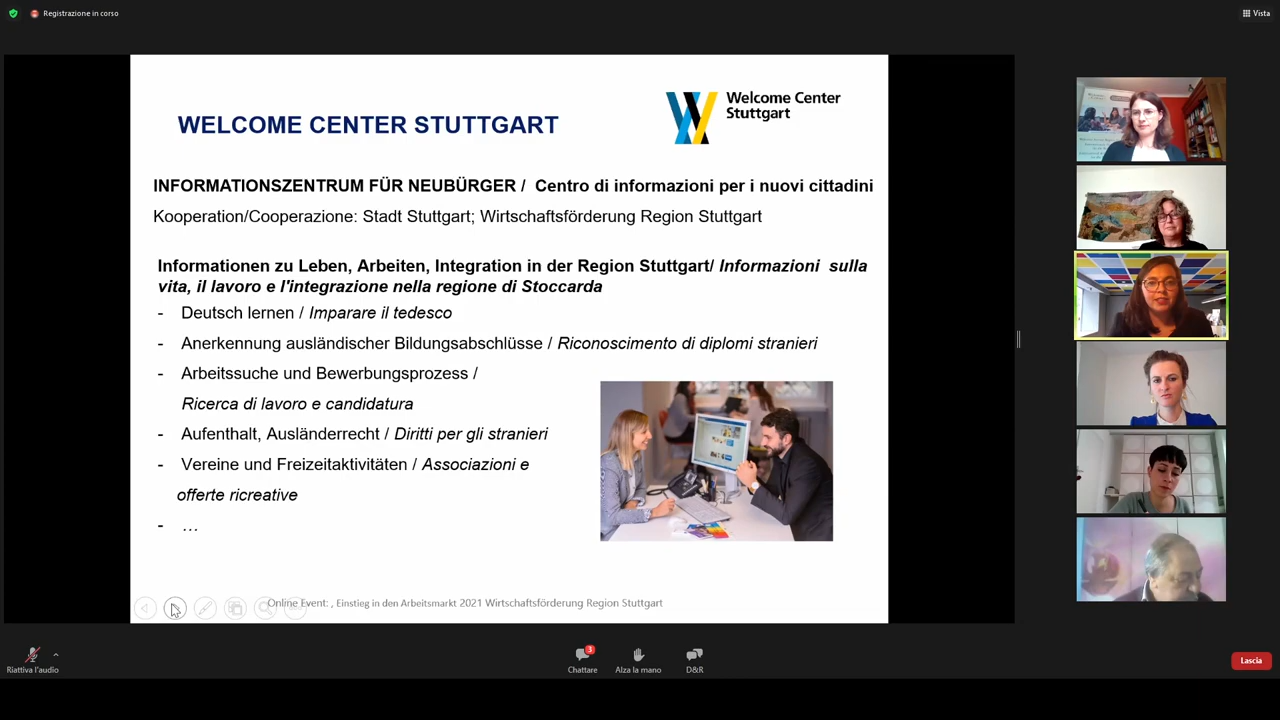 Registrazione in corso
Vista
WELCOME CENTER STUTTGART
Welcome Center
Stuttgart
INFORMATIONSZENTRUM FÜR NEUBÜRGER / Centro di informazioni per i nuovi cittadini
Kooperation/Cooperazione: Stadt Stuttgart; Wirtschaftsförderung Region Stuttgart
Informationen zu Leben, Arbeiten, Integration in der Region Stuttgart/ Informazioni sulla
vita, il lavoro e l'integrazione nella regione di Stoccarda
- Deutsch lernen / Imparare il tedesco
- Anerkennung ausländischer Bildungsabschlüsse / Riconoscimento di diplomi stranieri
- Arbeitssuche und Bewerbungsprozess /
Ricerca di lavoro e candidatura
- Aufenthalt, Ausländerrecht / Diritti per gli stranieri
- Vereine und Freizeitaktivitäten / Associazioni e
offerte ricreative
- …
Online Event: , Einstieg in den Arbeitsmarkt 2021 Wirtschaftsförderung Region Stuttgart
Riattiva l'audio
3
Chattare
Alza la mano
D&R
Lascia